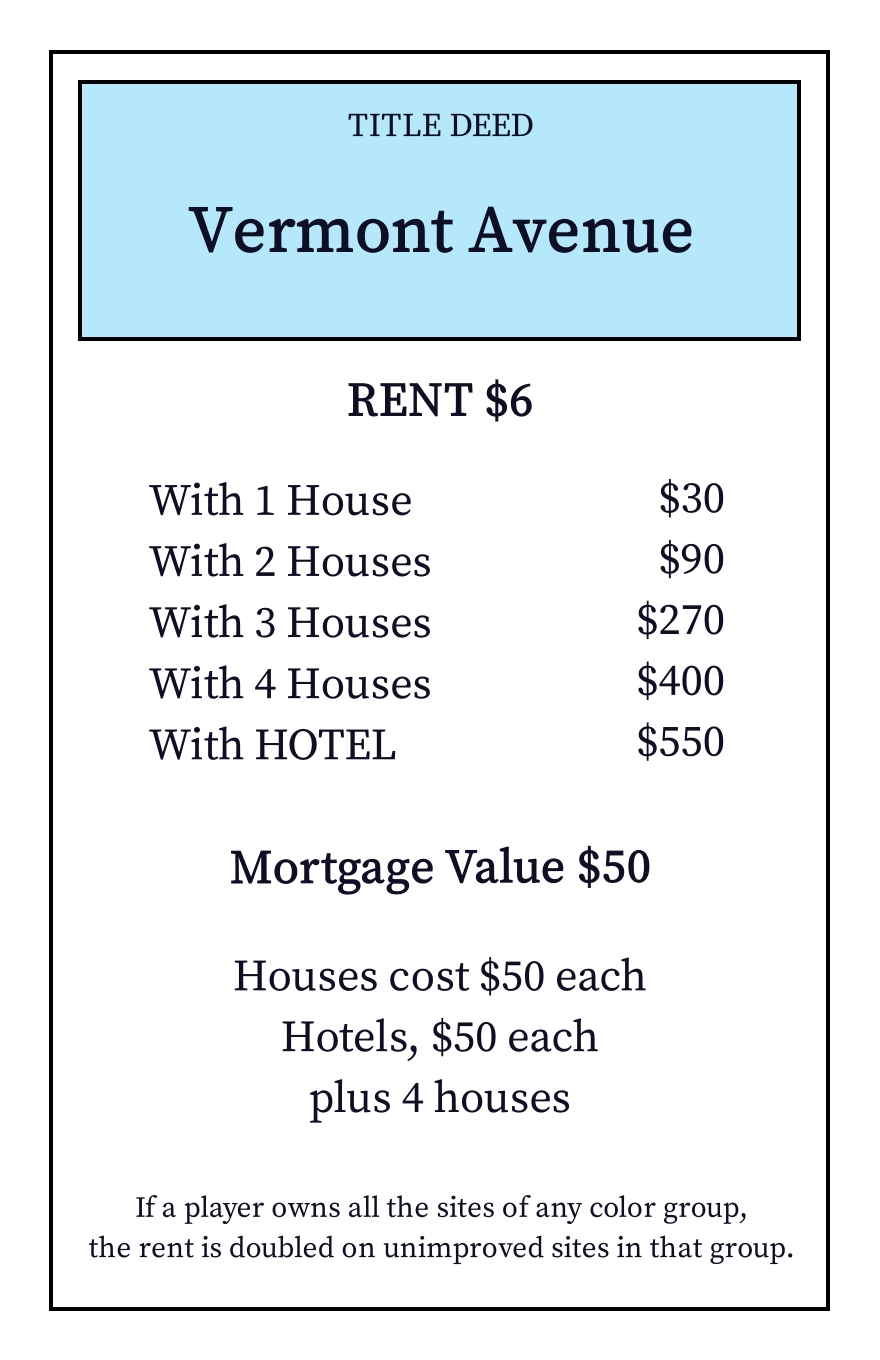 TITLE DEED
Vermont Avenue
RENT $6
With 1 House $30
With 2 Houses $90
With 3 Houses $270
With 4 Houses $400
With HOTEL $550
Mortgage Value $50
Houses cost $50 each
Hotels, $50 each
plus 4 houses
If a player owns all the sites of any color group,
the rent is doubled on unimproved sites in that group.